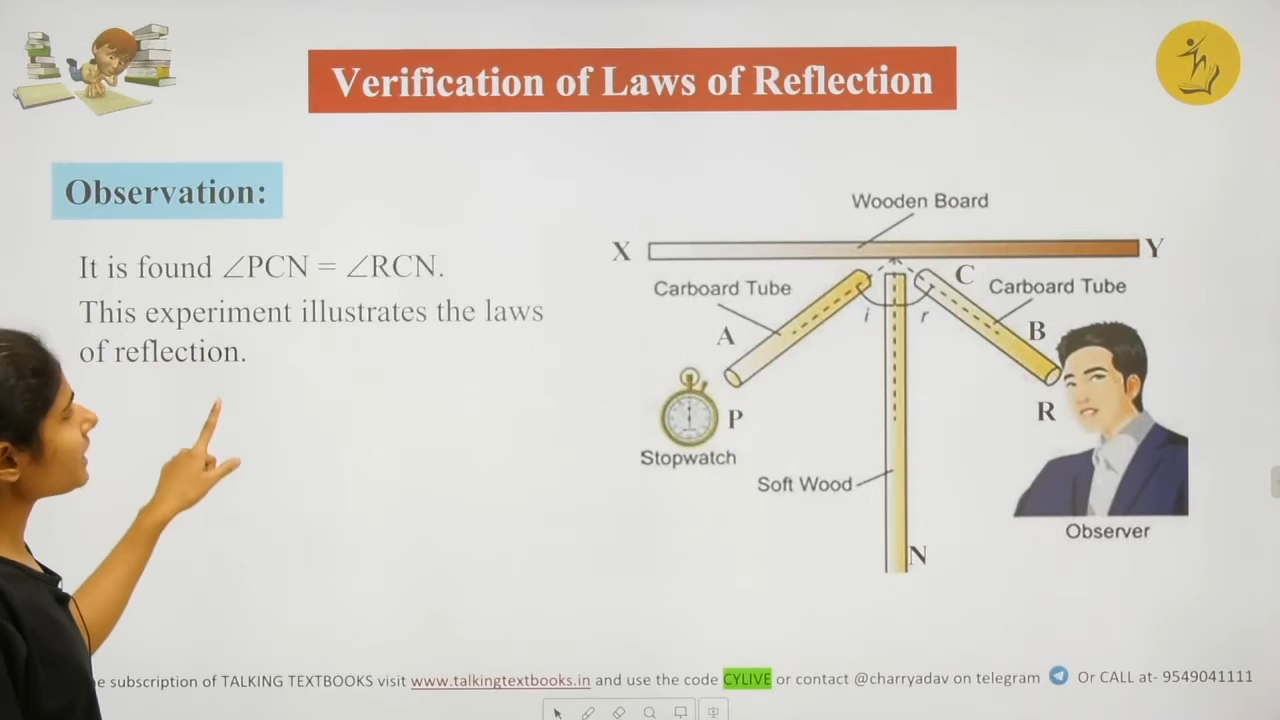 Verification of Laws of Reflection
Observation:
It is found ∠PCN = ∠RCN.
This experiment illustrates the laws
of reflection.
Wooden Board
X
Y
Carboard Tube
C
Carboard Tube
i
r
A
B
P
R
Stopwatch
Soft Wood
Observer
N
e subscription of TALKING TEXTBOOKS visit www.talkingtextbooks.in and use the code CYLIVE or contact @charryadav on telegram Or CALL at- 9549041111